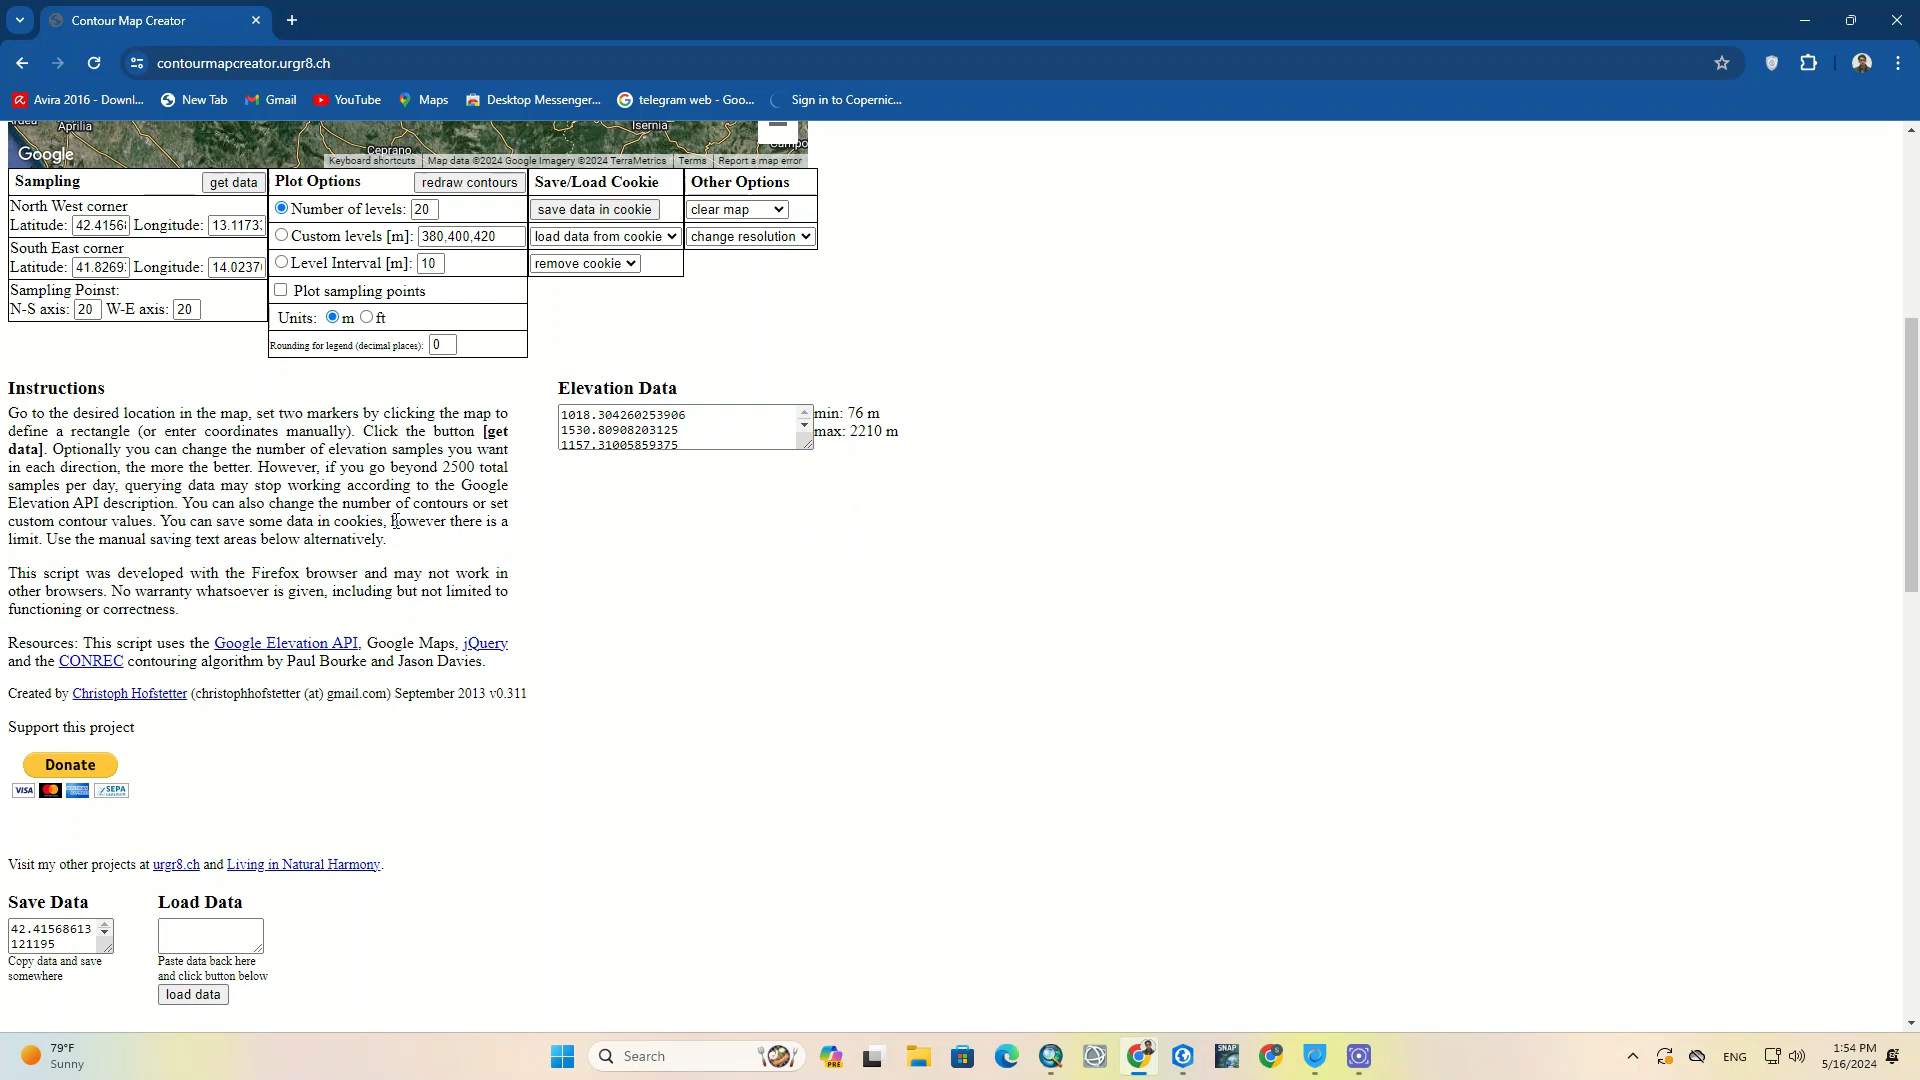 Contour Map Creator
contourmapcreator.urgr8.ch
Avira 2016 - Downl... New Tab Gmail YouTube Maps Desktop Messenger... telegram web - Goo... Sign in to Copernic...
Aprilia Isernia
Ceprano
Google Keyboard shortcuts Map data ©2024 Google Imagery ©2024 TerraMetrics Terms Report a map error
Sampling get data Plot Options redraw contours Save/Load Cookie Other Options
North West corner Number of levels: 20 save data in cookie clear map
Latitude: 42.4156 Longitude: 13.1173
Custom levels [m]: 380,400,420 load data from cookie change resolution
South East corner
Latitude: 41.8269 Longitude: 14.0237 Level Interval [m]: 10 remove cookie
Sampling Poinst: Plot sampling points
N-S axis: 20 W-E axis: 20 Units: m ft
Rounding for legend (decimal places): 0
Instructions Elevation Data
Go to the desired location in the map, set two markers by clicking the map to
define a rectangle (or enter coordinates manually). Click the button [get
data]. Optionally you can change the number of elevation samples you want
in each direction, the more the better. However, if you go beyond 2500 total
samples per day, querying data may stop working according to the Google
Elevation API description. You can also change the number of contours or set
custom contour values. You can save some data in cookies, however there is a
limit. Use the manual saving text areas below alternatively.
1018.304260253906 min: 76 m
1530.80908203125 max: 2210 m
1157.31005859375
This script was developed with the Firefox browser and may not work in
other browsers. No warranty whatsoever is given, including but not limited to
functioning or correctness.
Resources: This script uses the Google Elevation API, Google Maps, jQuery
and the CONREC contouring algorithm by Paul Bourke and Jason Davies.
Created by Christoph Hofstetter (christophhofstetter (at) gmail.com) September 2013 v0.311
Support this project
Donate
VISA SEPA
Visit my other projects at urgr8.ch and Living in Natural Harmony.
Save Data Load Data
42.41568613
121195
Copy data and save Paste data back here
somewhere and click button below
load data
79°F
Sunny
Search
PRE
SNAP
ENG
1:54 PM
5/16/2024